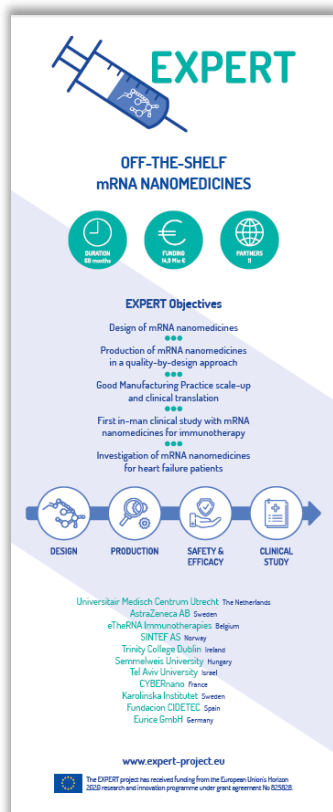 EXPERT
OFF-THE-SHELF
mRNA NANOMEDICINES
DURATION
60 months
FUNDING
14,9 Mio €
PARTNERS
11
EXPERT Objectives
Design of mRNA nanomedicines
Production of mRNA nanomedicines
in a quality-by-design approach
Good Manufacturing Practice scale-up
and clinical translation
First in-man clinical study with mRNA
nanomedicines for immunotherapy
Investigation of mRNA nanomedicines
for heart failure patients
DESIGN
PRODUCTION
SAFETY &
EFFICACY
CLINICAL
STUDY
Universitair Medisch Centrum Utrecht The Netherlands
AstraZeneca AB Sweden
eTheRNA Immunotherapies Belgium
SINTEF AS Norway
Trinity College Dublin Ireland
Semmelweis University Hungary
Tel Aviv University Israel
CYBERnano France
Karolinska Institutet Sweden
Fundacion CIDETEC Spain
Eurice GmbH Germany
www.expert-project.eu
The EXPERT project has received funding from the European Union's Horizon
2020 research and innovation programme under grant agreement No 825828.